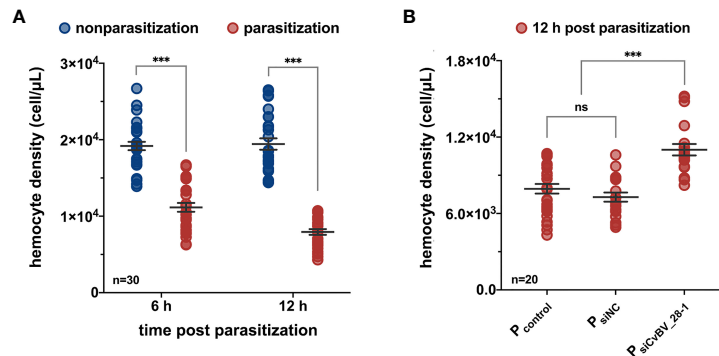 A
nonparasitization parasitization
hemocyte density (cell/μL)
3×10⁴
2×10⁴
1×10⁴
0
***
***
n=30
6 h
12 h
time post parasitization
B
12 h post parasitization
hemocyte density (cell/μL)
1.8×10⁴
1.2×10⁴
6.0×10³
0.0
***
ns
n=20
P control
P siNC
P siCvBV_28-1